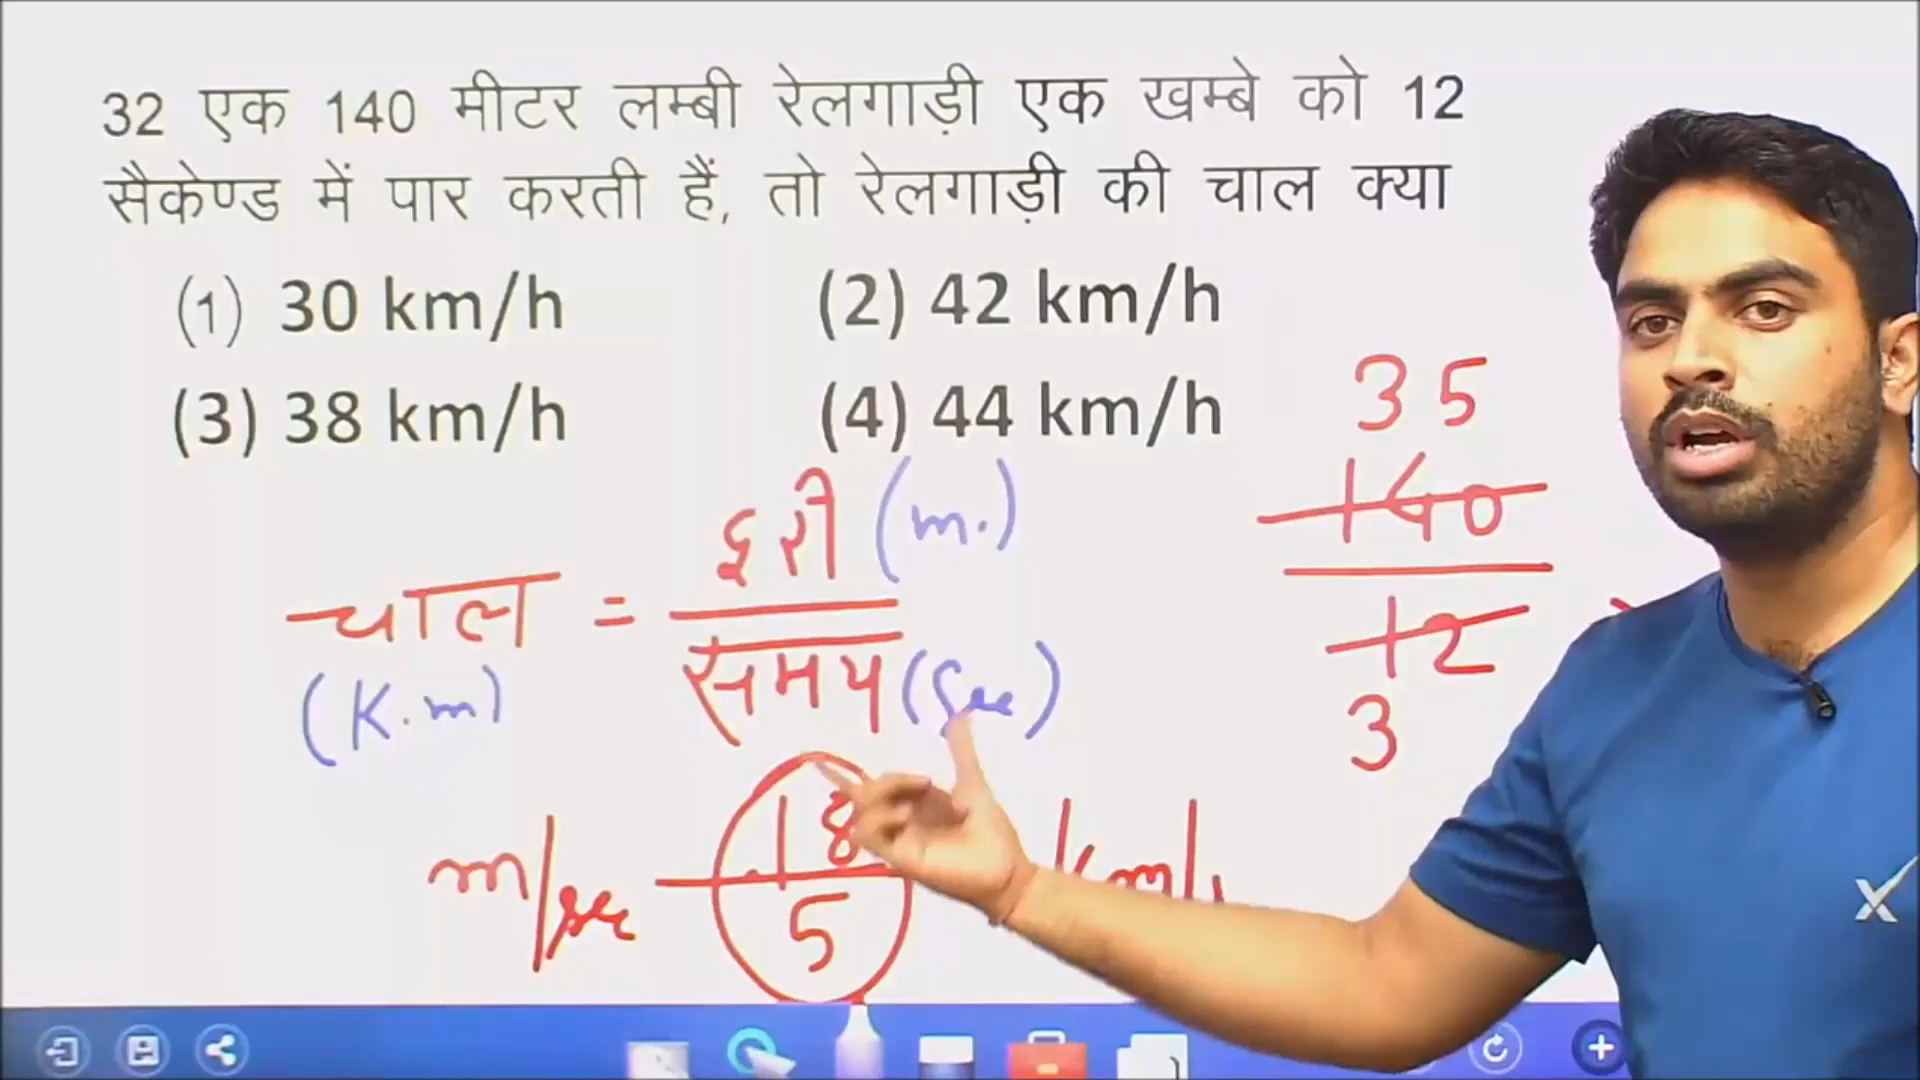 32 एक 140 मीटर लम्बी रेलगाड़ी एक खम्बे को 12
सैकेण्ड में पार करती हैं, तो रेलगाड़ी की चाल क्या
(1) 30 km/h (2) 42 km/h
(3) 38 km/h (4) 44 km/h
35
140
12
3
चाल = दूरी (m.)
समय (Sec)
(K.m)
m/sec 18
5